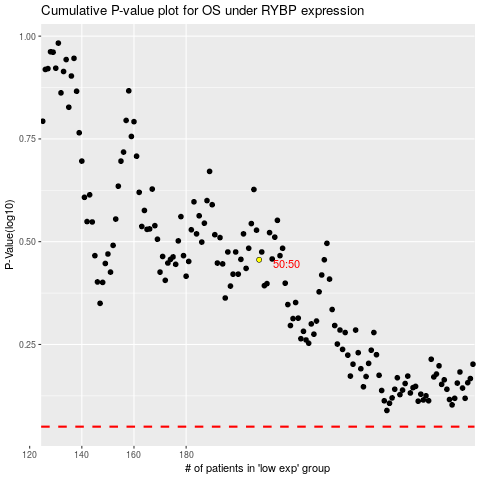 Cumulative P-value plot for OS under RYBP expression
1.00
0.75
0.50
0.25
P-Value(log10)
50:50
120 140 160 180
# of patients in 'low exp' group